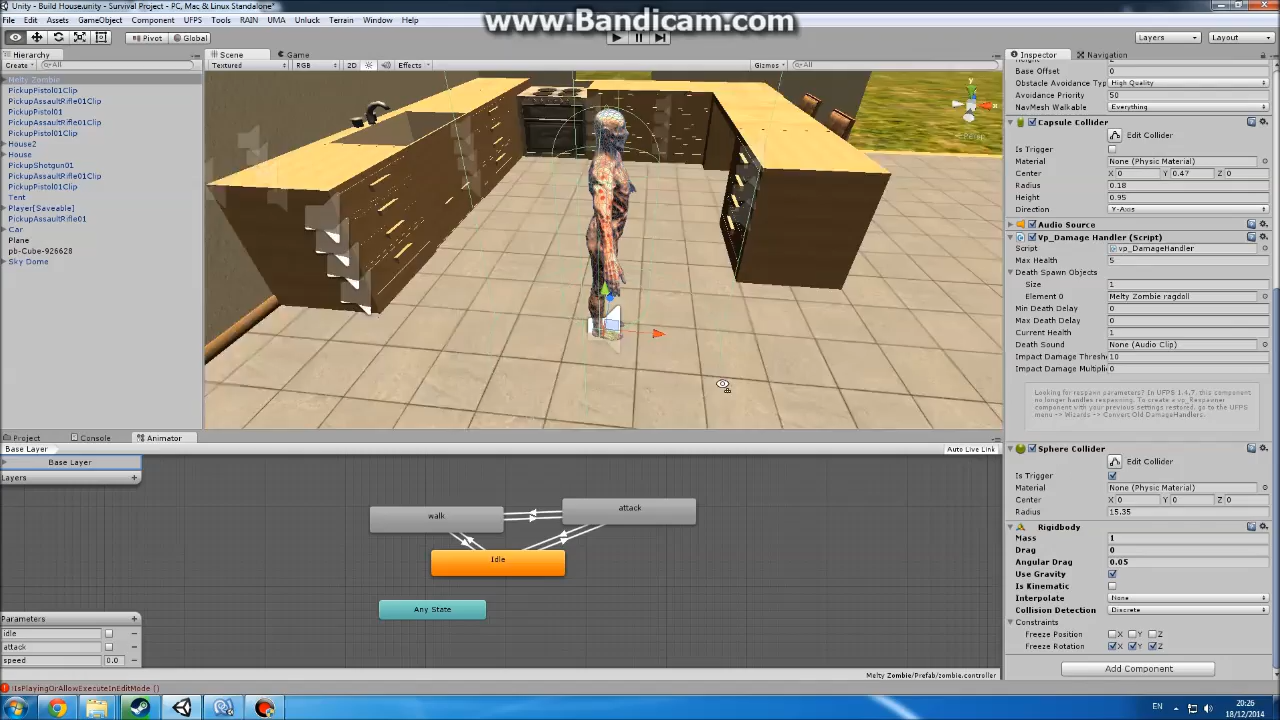 Unity - Build House.unity - Survival Project - PC, Mac & Linux Standalone*
www.Bandicam.com
File Edit Assets GameObject Component UFPS Tools RAIN UMA Unluck Terrain Window Help
Pivot Global Layers Layout
Hierarchy
Create All
Melty Zombie
PickupPistol01Clip
PickupAssaultRifle01Clip
PickupPistol01
PickupAssaultRifle01Clip
PickupPistol01Clip
House2
House
PickupShotgun01
PickupAssaultRifle01Clip
PickupPistol01Clip
Tent
Player[Saveable]
PickupAssaultRifle01
Car
Plane
pb-Cube-926628
Sky Dome
Scene Game
Textured RGB 2D Effects Gizmos All
y
x
Persp
Inspector Navigation
Base Offset 0
Obstacle Avoidance Typ High Quality
Avoidance Priority 50
NavMesh Walkable Everything
Capsule Collider
Edit Collider
Is Trigger
Material None (Physic Material)
Center X 0 Y 0.47 Z 0
Radius 0.18
Height 0.95
Direction Y-Axis
Audio Source
Vp_Damage Handler (Script)
Script vp_DamageHandler
Max Health 5
Death Spawn Objects
Size 1
Element 0 Melty Zombie ragdoll
Min Death Delay 0
Max Death Delay 0
Current Health 1
Death Sound None (Audio Clip)
Impact Damage Thresh 10
Impact Damage Multipli 0
Looking for respawn parameters? In UFPS 1.4.7, this component
no longer handles respawning. To create a vp_Respawner
component with your previous settings restored, go to the UFPS
menu -> Wizards -> Convert Old DamageHandlers.
Sphere Collider
Edit Collider
Is Trigger
Material None (Physic Material)
Center X 0 Y 0 Z 0
Radius 15.35
Rigidbody
Mass 1
Drag 0
Angular Drag 0.05
Use Gravity
Is Kinematic
Interpolate None
Collision Detection Discrete
Constraints
Freeze Position X Y Z
Freeze Rotation X Y Z
Add Component
Project Console Animator
Base Layer Auto Live Link
Base Layer
Layers +
walk
attack
Idle
Any State
Parameters +
idle
attack
speed 0.0
Melty Zombie/Prefab/zombie.controller
!IsPlayingOrAllowExecuteInEditMode ()
EN
20:26
18/12/2014